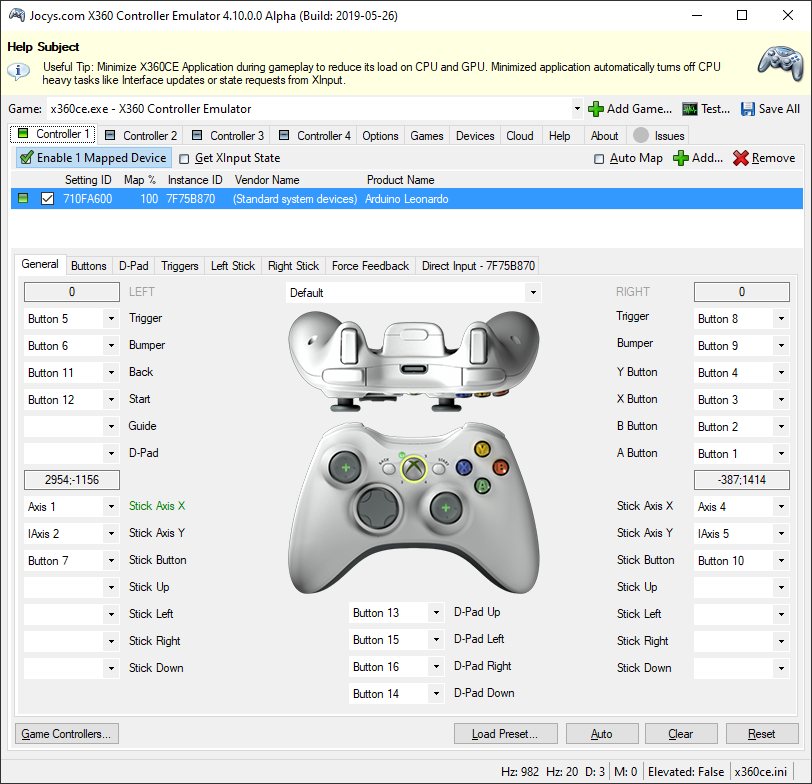 Jocys.com X360 Controller Emulator 4.10.0.0 Alpha (Build: 2019-05-26)
Help Subject
Useful Tip: Minimize X360CE Application during gameplay to reduce its load on CPU and GPU. Minimized application automatically turns off CPU
heavy tasks like Interface updates or state requests from XInput.
Game: x360ce.exe - X360 Controller Emulator Add Game... Test... Save All
Controller 1 Controller 2 Controller 3 Controller 4 Options Games Devices Cloud Help About Issues
Enable 1 Mapped Device Get XInput State Auto Map Add... Remove
Setting ID Map % Instance ID Vendor Name Product Name
710FA600 100 7F75B870 (Standard system devices) Arduino Leonardo
General Buttons D-Pad Triggers Left Stick Right Stick Force Feedback Direct Input - 7F75B870
0 LEFT Default RIGHT 0
Button 5 Trigger Trigger Button 8
Button 6 Bumper Bumper Button 9
Button 11 Back Y Button Button 4
Button 12 Start X Button Button 3
Guide B Button Button 2
D-Pad A Button Button 1
BACK START
Y
X B
A
2954;-1156 -387;1414
Axis 1 Stick Axis X Stick Axis X Axis 4
IAxis 2 Stick Axis Y Stick Axis Y IAxis 5
Button 7 Stick Button Stick Button Button 10
Stick Up Stick Up
Stick Left Stick Left
Stick Right Stick Right
Stick Down Stick Down
Button 13 D-Pad Up
Button 15 D-Pad Left
Button 16 D-Pad Right
Button 14 D-Pad Down
Game Controllers... Load Preset... Auto Clear Reset
Hz: 982 Hz: 20 D: 3 M: 0 Elevated: False x360ce.ini